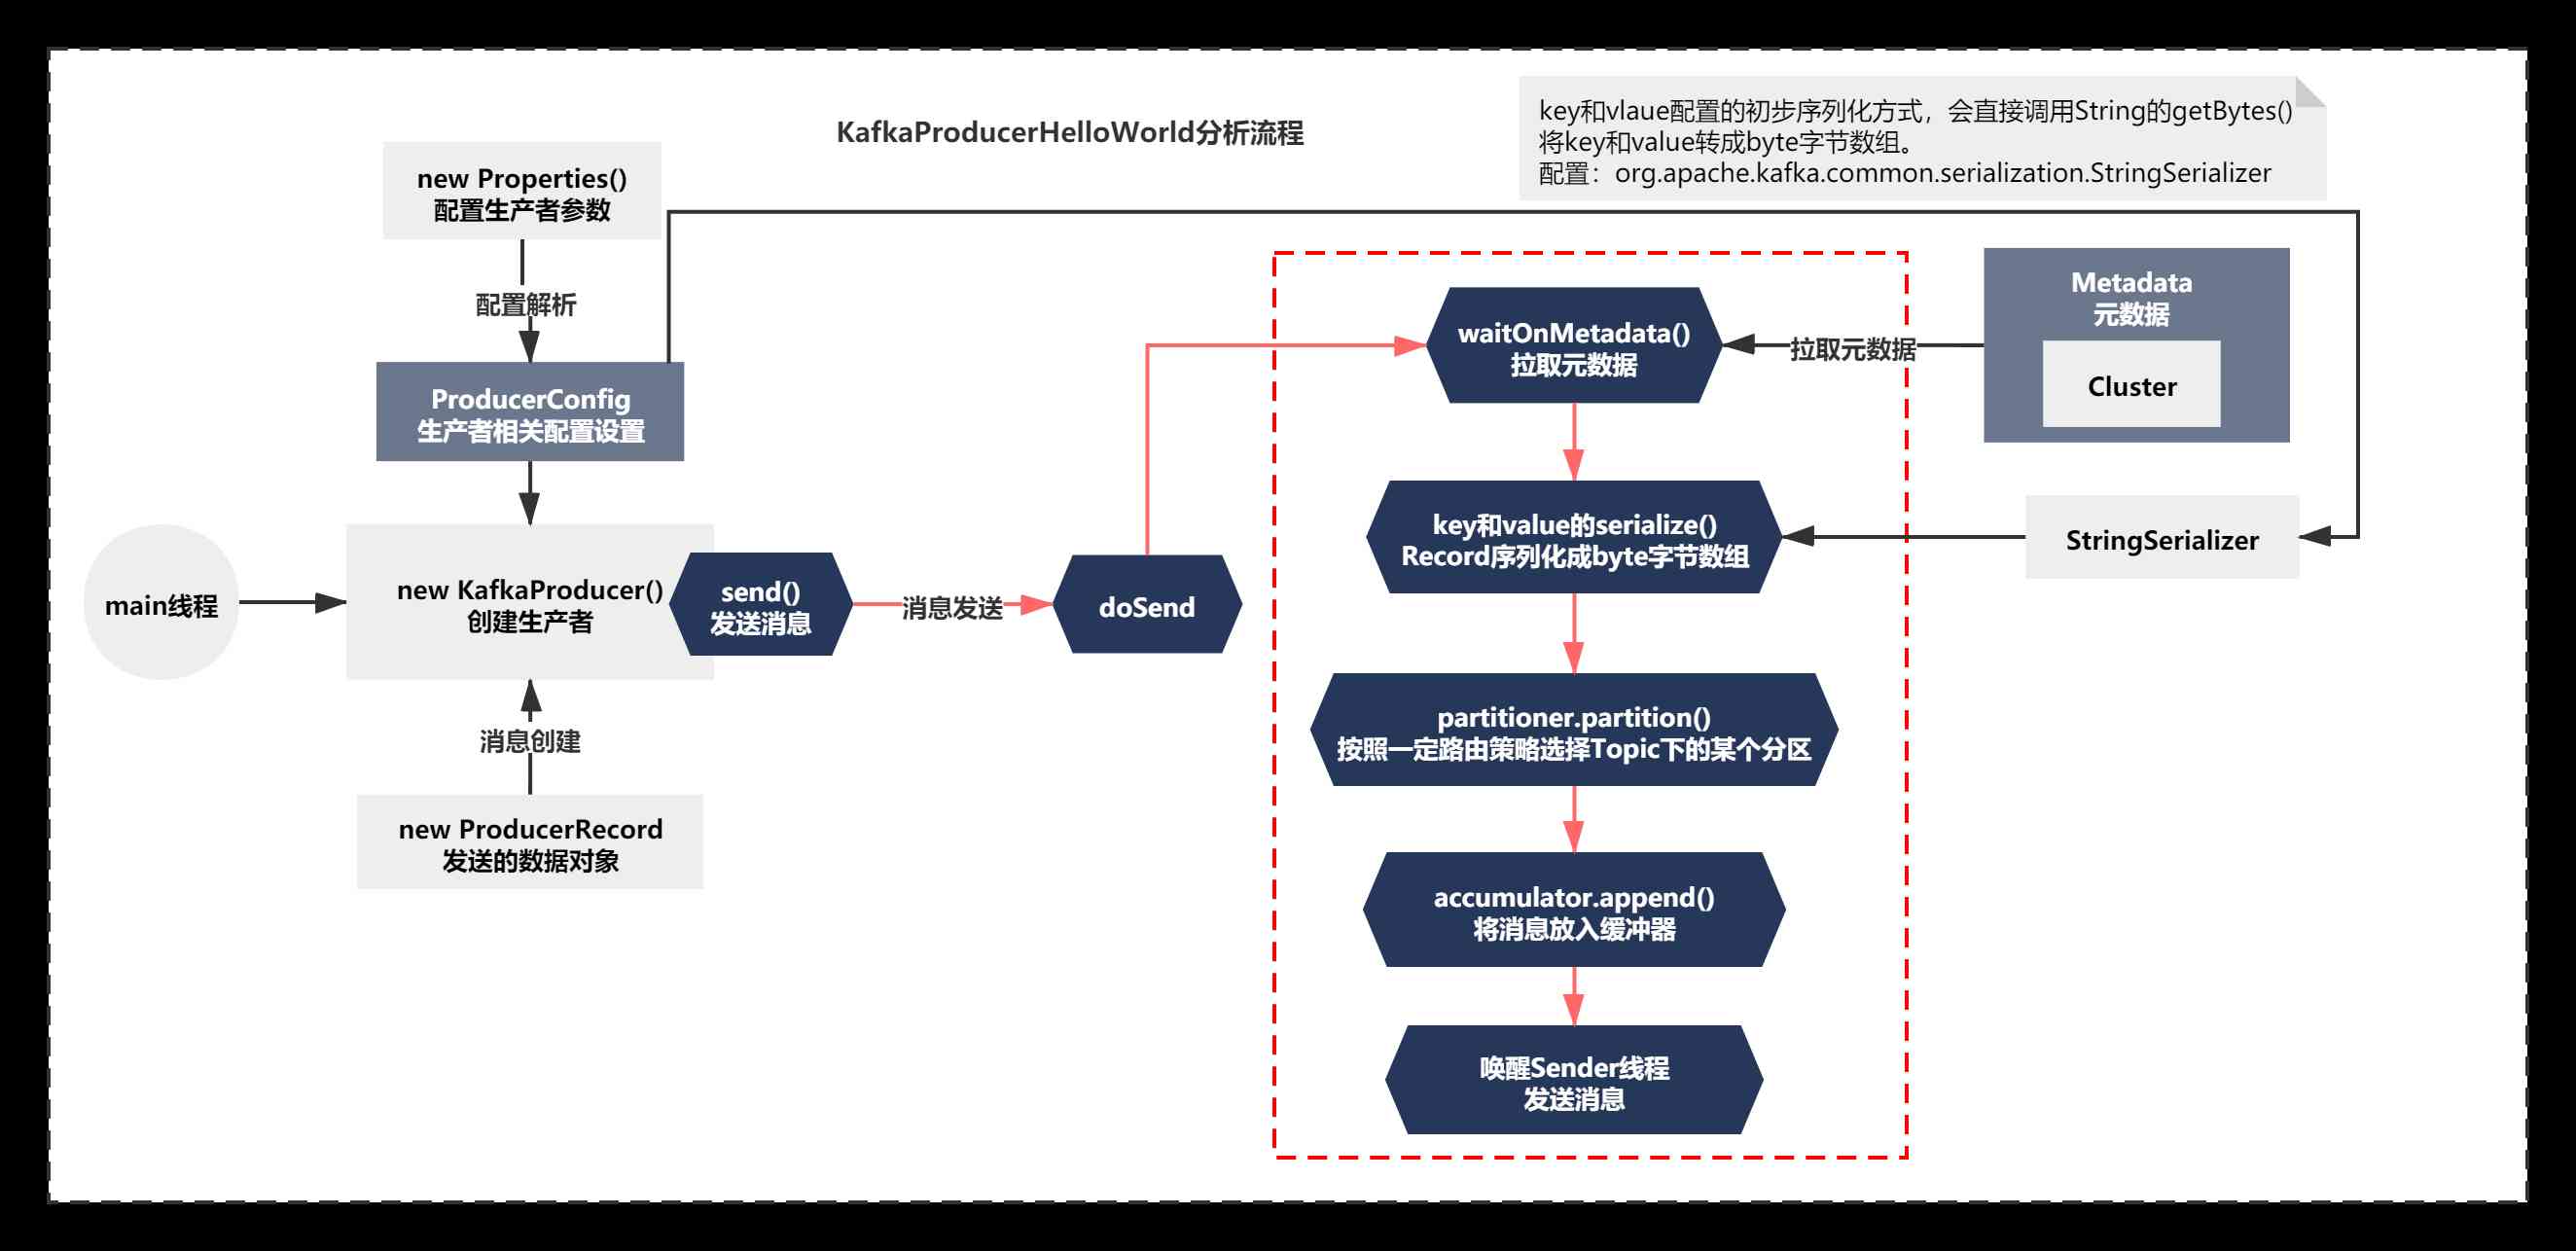 KafkaProducerHelloWorld分析流程
key和vlaue配置的初步序列化方式，会直接调用String的getBytes()
将key和value转成byte字节数组。
配置：org.apache.kafka.common.serialization.StringSerializer
new Properties()
配置生产者参数
配置解析
ProducerConfig
生产者相关配置设置
main线程
new KafkaProducer()
创建生产者
send()
发送消息
消息发送
doSend
消息创建
new ProducerRecord
发送的数据对象
waitOnMetadata()
拉取元数据
拉取元数据
Metadata
元数据
Cluster
key和value的serialize()
Record序列化成byte字节数组
StringSerializer
partitioner.partition()
按照一定路由策略选择Topic下的某个分区
accumulator.append()
将消息放入缓冲器
唤醒Sender线程
发送消息